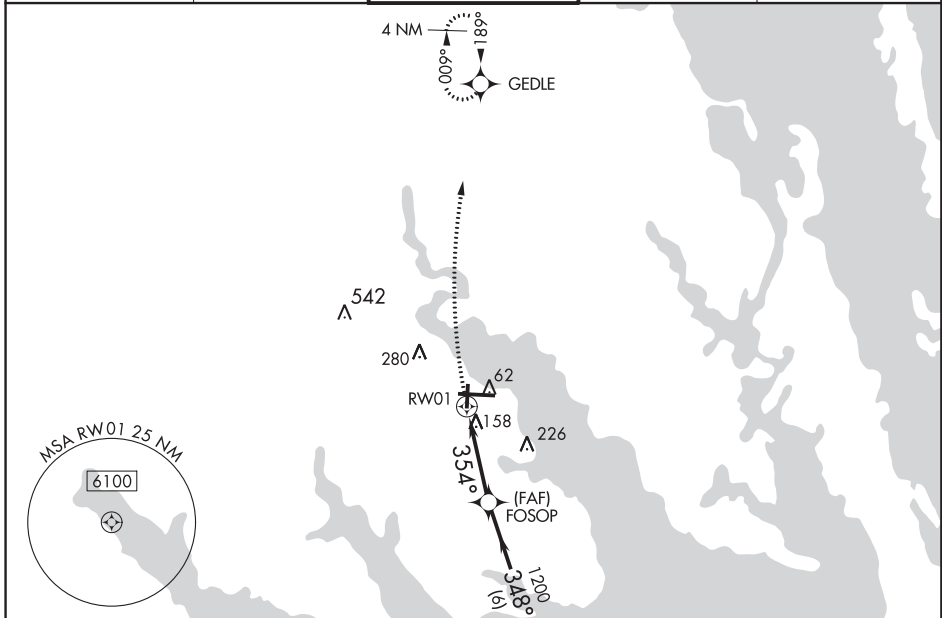 4 NM
189°
009°
GEDLE
542
280
62
RW01
158
226
354°
(FAF)
FOSOP
1200
348°
(6)
MSA RW01 25 NM
6100